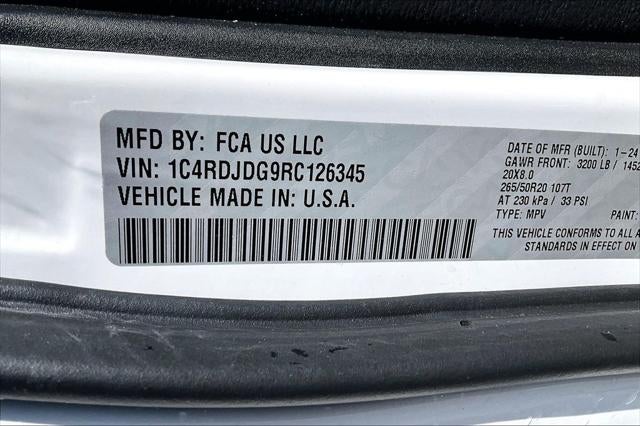 MFD BY: FCA US LLC
VIN: 1C4RDJDG9RC126345
VEHICLE MADE IN: U.S.A.
DATE OF MFR (BUILT): 1-24
GAWR FRONT: 3200 LB / 1452
20X8.0
265/50R20 107T
AT 230 kPa / 33 PSI
TYPE: MPV PAINT:
THIS VEHICLE CONFORMS TO ALL A
STANDARDS IN EFFECT ON